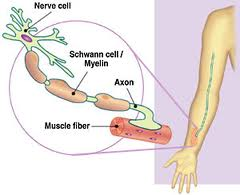 Nerve cell
Schwann cell /
Myelin
Axon
Muscle fiber